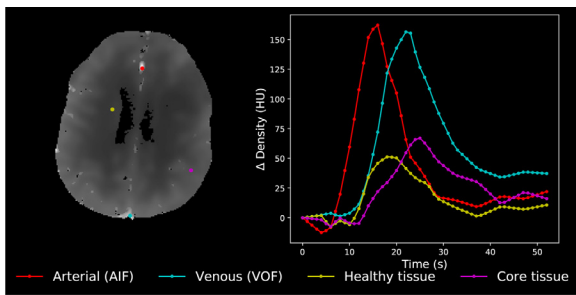 150
125
100
75
50
25
0
Δ Density (HU)
0 10 20 30 40 50
Time (s)
Arterial (AIF) Venous (VOF) Healthy tissue Core tissue